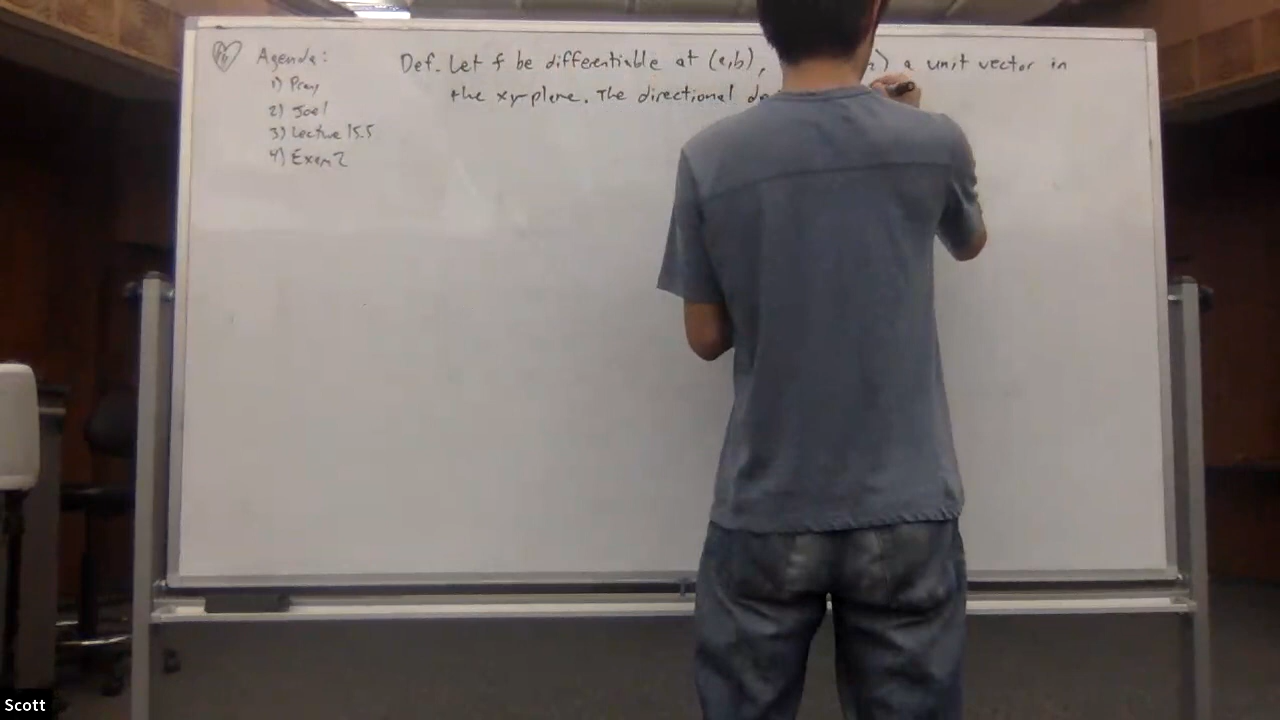 Agenda:
1) Pray
2) Joel
3) Lecture 15.5
4) Exam 2
Def. Let f be differentiable at (a,b), ⟩ a unit vector in
the xy-plane. The directional de
Scott